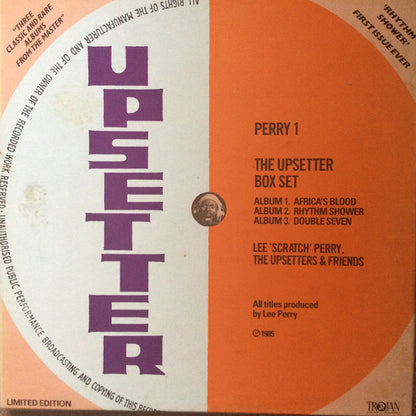 "THREE
CLASSIC AND RARE
ALBUMS
FROM THE MASTER"
ALL RIGHTS OF THE MANUFACTURER AND OF THE OWNER OF THE RECORDED WORK RESERVED · UNAUTHORISED PUBLIC PERFORMANCE BROADCASTING AND COPYING OF THIS RECO
"RHYTHM
SHOWER"
FIRST ISSUE EVER
UPSETTER
PERRY 1
THE UPSETTER
BOX SET
ALBUM 1. AFRICA'S BLOOD
ALBUM 2. RHYTHM SHOWER
ALBUM 3. DOUBLE SEVEN
LEE 'SCRATCH' PERRY,
THE UPSETTERS & FRIENDS
All titles produced
by Lee Perry
℗ 1985
LIMITED EDITION
TROJAN